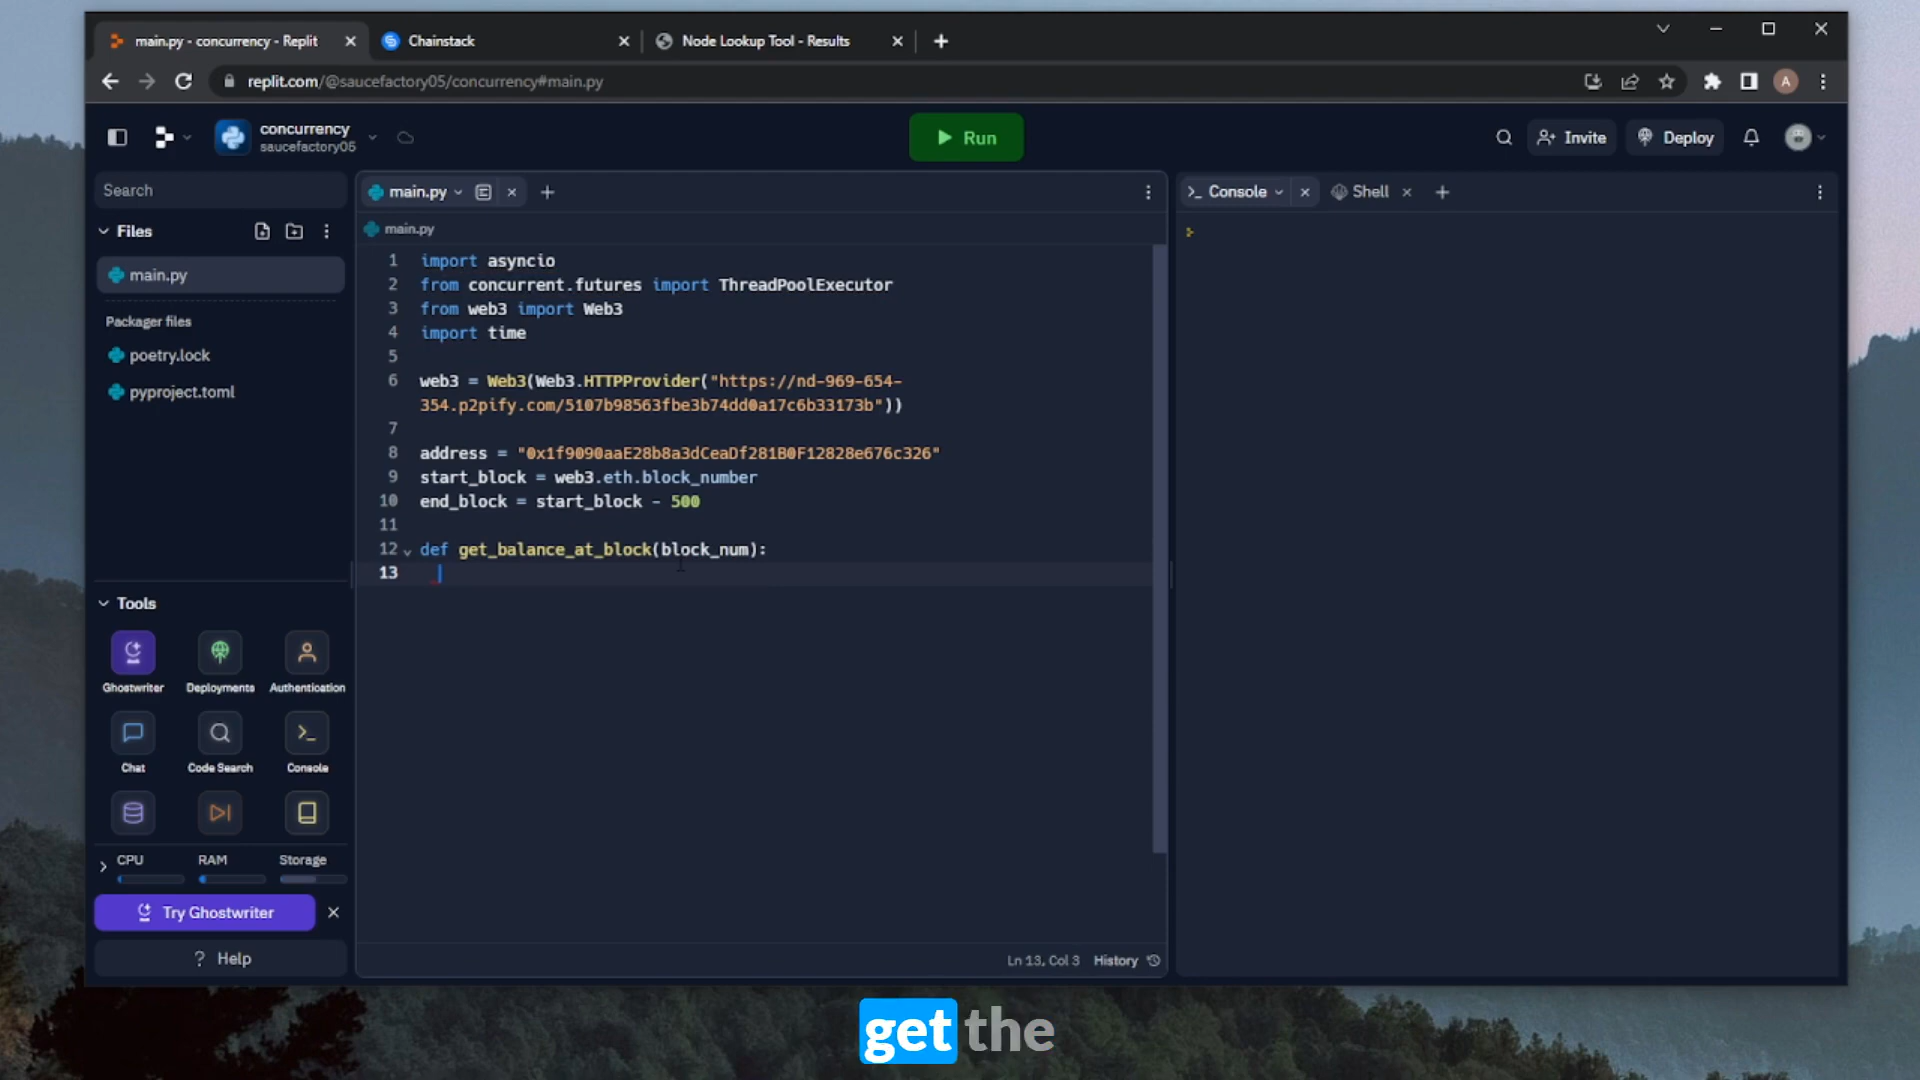 main.py - concurrency - Replit
Chainstack
Node Lookup Tool - Results
replit.com/@saucefactory05/concurrency#main.py
A
concurrency
saucefactory05
Run
Invite
Deploy
Search
Files
main.py
Packager files
poetry.lock
pyproject.toml
Tools
Ghostwriter
Deployments
Authentication
Chat
Code Search
Console
CPU
RAM
Storage
Try Ghostwriter
? Help
main.py
main.py
1 import asyncio
2 from concurrent.futures import ThreadPoolExecutor
3 from web3 import Web3
4 import time
5
6 web3 = Web3(Web3.HTTPProvider("https://nd-969-654-
354.p2pify.com/5107b98563fbe3b74dd0a17c6b33173b"))
7
8 address = "0x1f9090aaE28b8a3dCeaDf281B0F12828e676c326"
9 start_block = web3.eth.block_number
10 end_block = start_block - 500
11
12 def get_balance_at_block(block_num):
13
Ln 13, Col 3
History
Console
Shell
get the